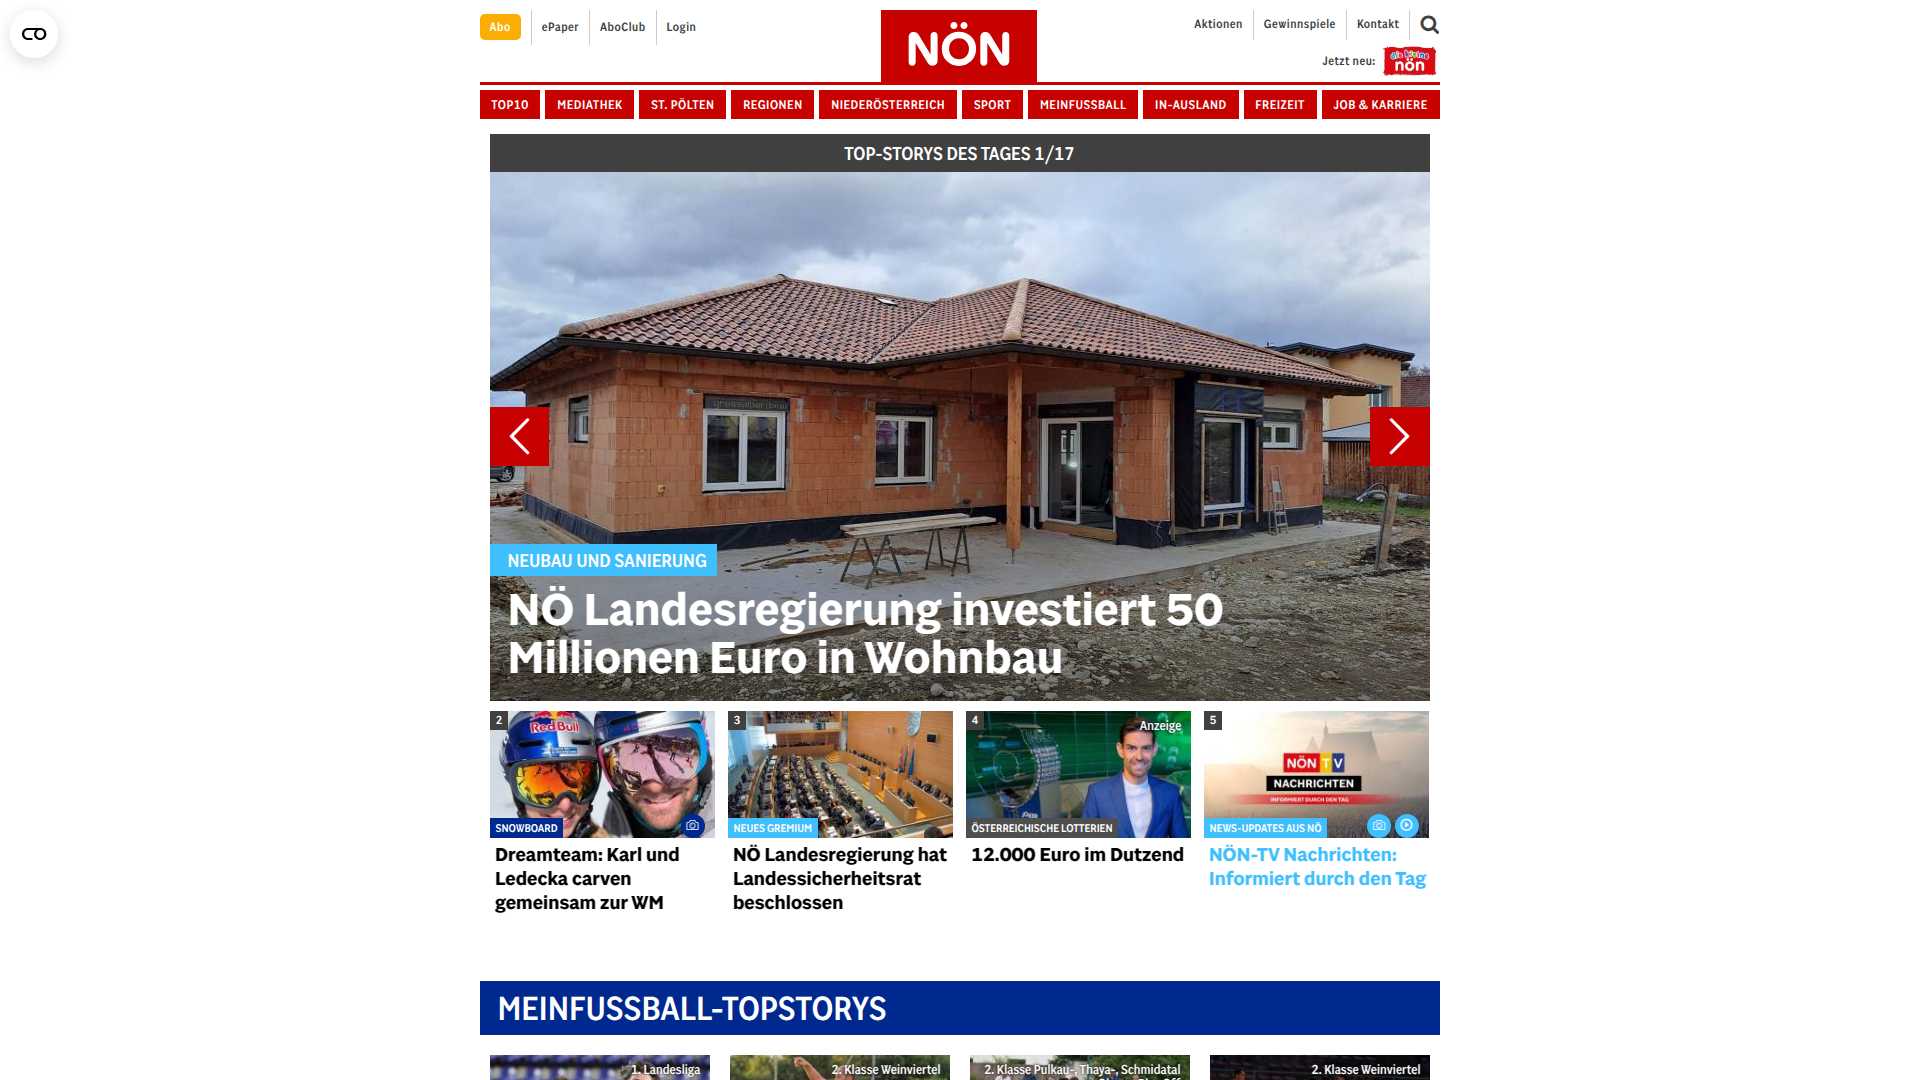 Abo
ePaper
AboClub
Login
NÖN
Aktionen
Gewinnspiele
Kontakt
Jetzt neu:
die kleine
nön
TOP10
MEDIATHEK
ST. PÖLTEN
REGIONEN
NIEDERÖSTERREICH
SPORT
MEINFUSSBALL
IN-AUSLAND
FREIZEIT
JOB & KARRIERE
TOP-STORYS DES TAGES 1/17
NEUBAU UND SANIERUNG
NÖ Landesregierung investiert 50
Millionen Euro in Wohnbau
2
Red Bull
SNOWBOARD
Dreamteam: Karl und
Ledecka carven
gemeinsam zur WM
3
NEUES GREMIUM
NÖ Landesregierung hat
Landessicherheitsrat
beschlossen
4
Anzeige
ÖSTERREICHISCHE LOTTERIEN
12.000 Euro im Dutzend
5
NÖN TV
NACHRICHTEN
INFORMIERT DURCH DEN TAG
NEWS-UPDATES AUS NÖ
NÖN-TV Nachrichten:
Informiert durch den Tag
MEINFUSSBALL-TOPSTORYS
1. Landesliga
2. Klasse Weinviertel
2. Klasse Pulkau-, Thaya-, Schmidatal
2. Klasse Weinviertel